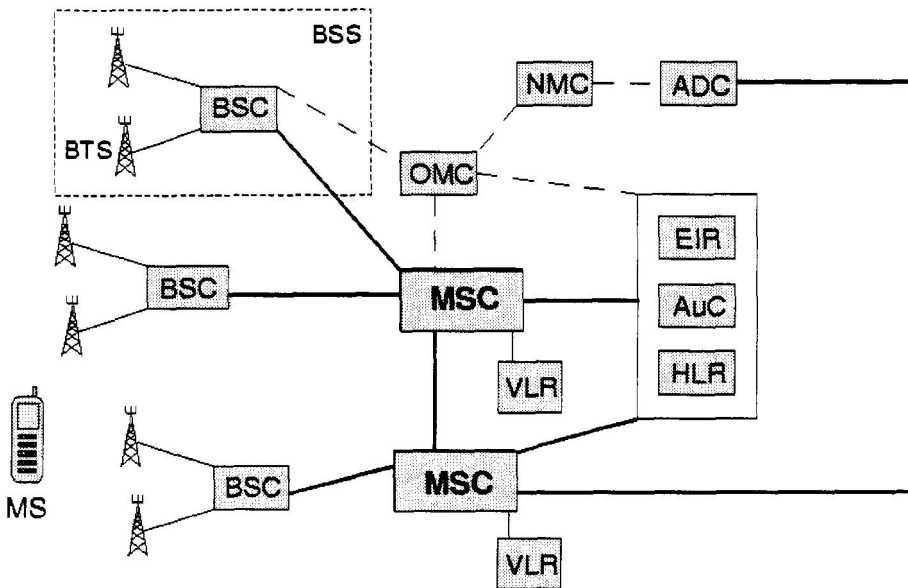 BSS
BSC
BTS
NMC
ADC
OMC
EIR
BSC
MSC
AuC
VLR
HLR
MS
BSC
MSC
VLR